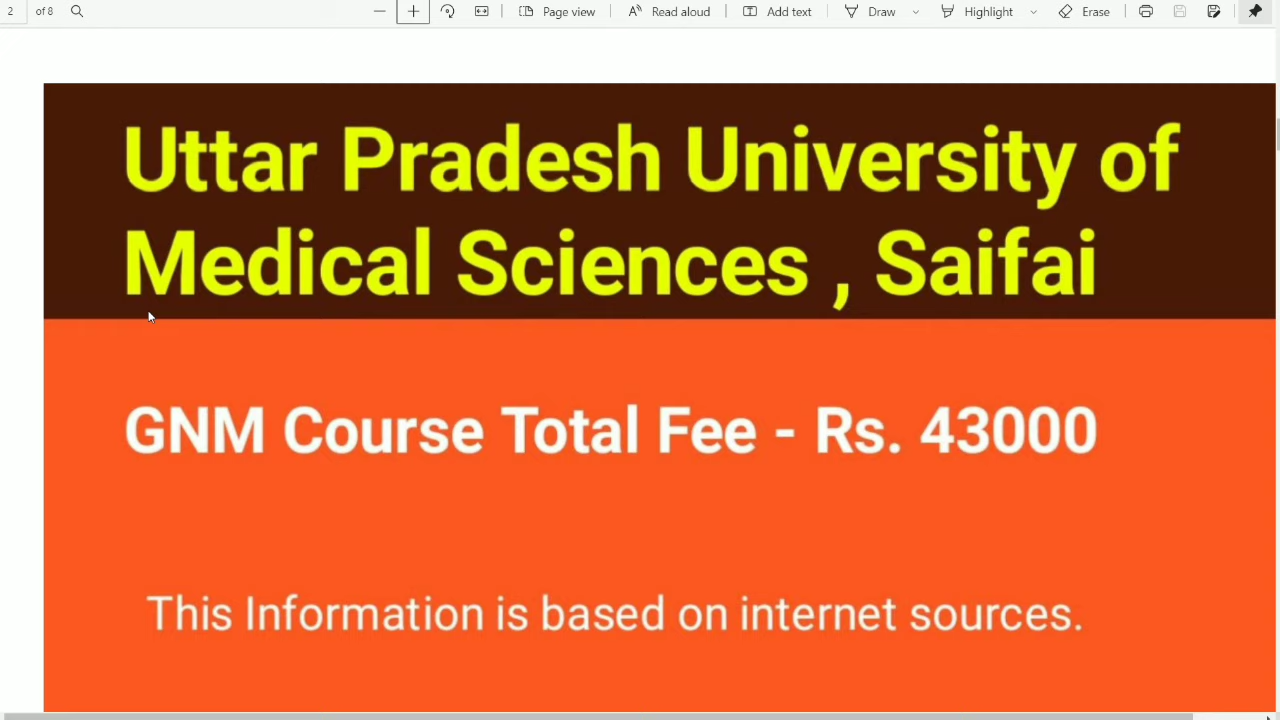 2 of 8 Page view Read aloud Add text Draw Highlight Erase
Uttar Pradesh University of
Medical Sciences , Saifai
GNM Course Total Fee - Rs. 43000
This Information is based on internet sources.